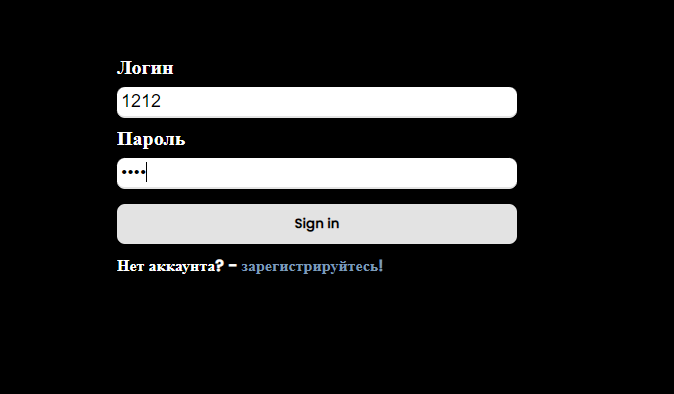 Логин
1212
Пароль
••••
Sign in
Нет аккаунта? - зарегистрируйтесь!